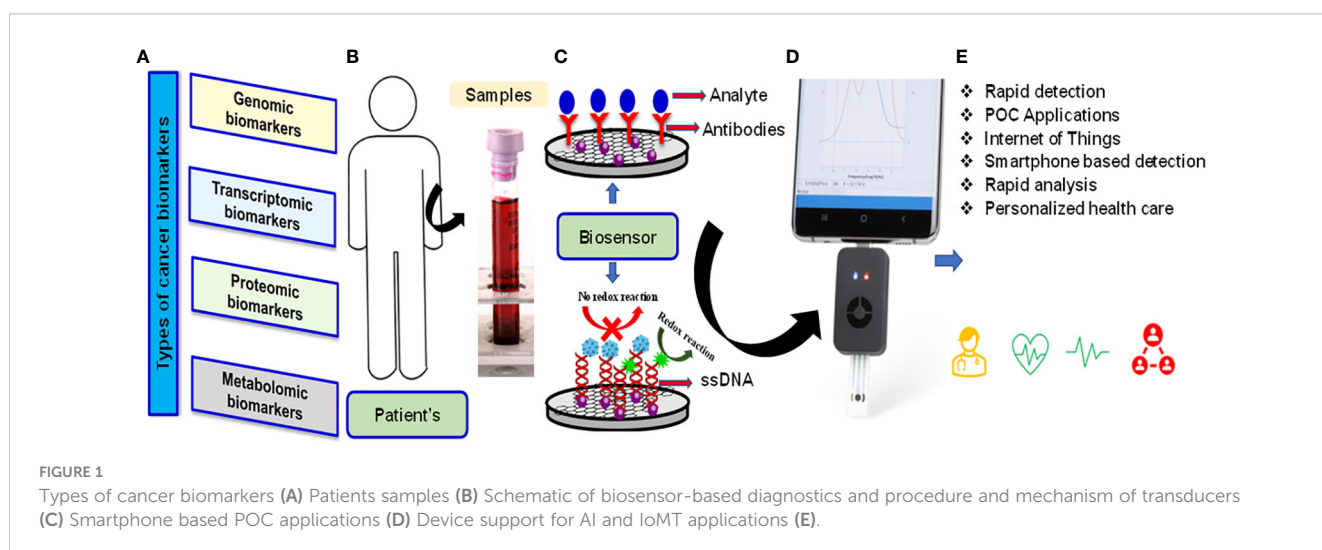 A
B
C
D
E
Types of cancer biomarkers
Genomic
biomarkers
Transcriptomic
biomarkers
Proteomic
biomarkers
Metabolomic
biomarkers
Patient's
Samples
Analyte
Antibodies
Biosensor
No redox reaction
Redox reaction
ssDNA
❖ Rapid detection
❖ POC Applications
❖ Internet of Things
❖ Smartphone based detection
❖ Rapid analysis
❖ Personalized health care
FIGURE 1
Types of cancer biomarkers (A) Patients samples (B) Schematic of biosensor-based diagnostics and procedure and mechanism of transducers
(C) Smartphone based POC applications (D) Device support for AI and IoMT applications (E).